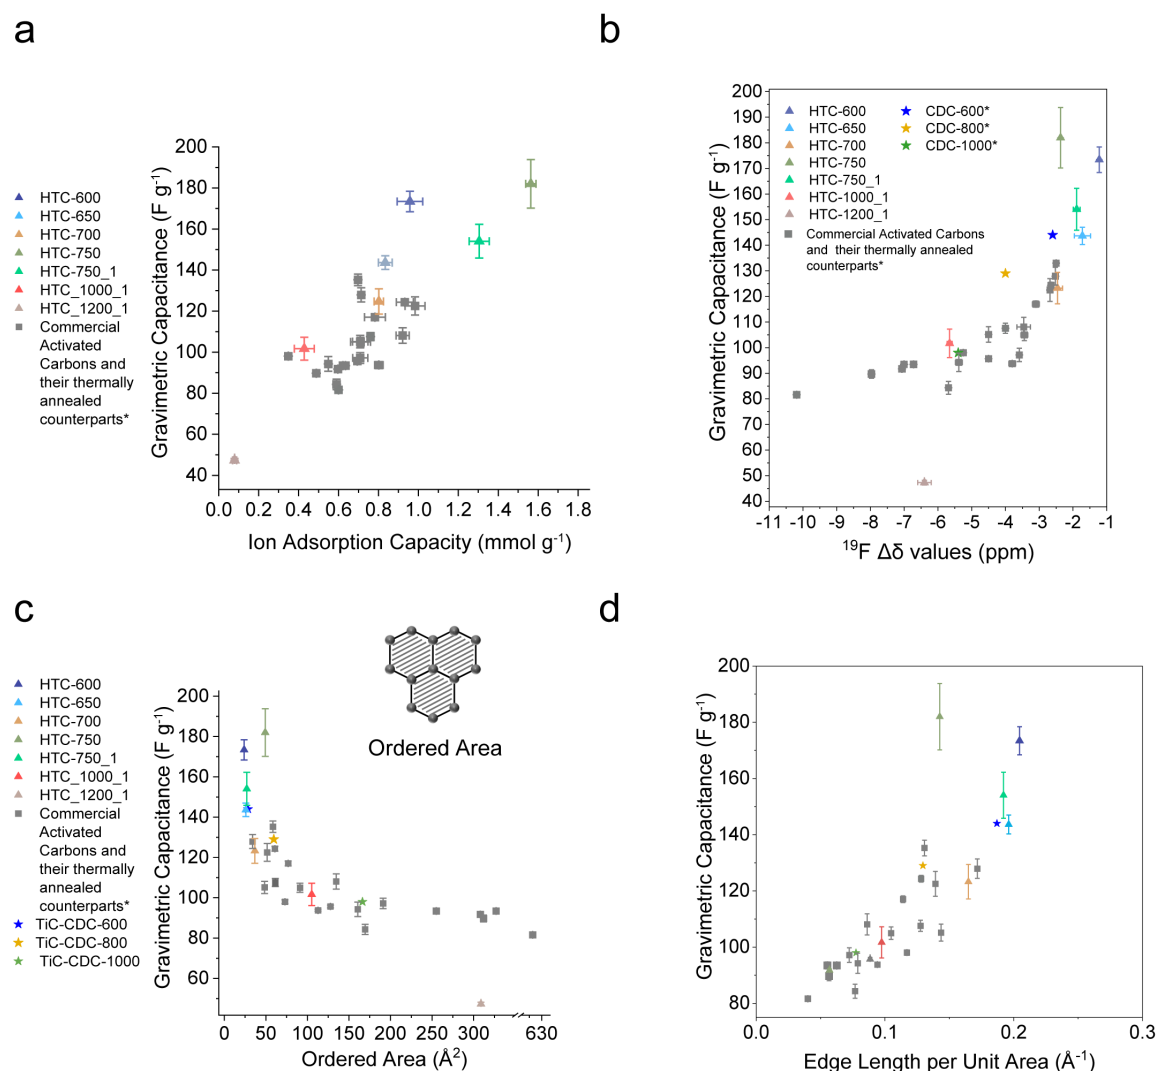 a
Gravimetric Capacitance (F g⁻¹)
200
180
160
140
120
100
80
60
40
0.0 0.2 0.4 0.6 0.8 1.0 1.2 1.4 1.6 1.8
Ion Adsorption Capacity (mmol g⁻¹)
HTC-600
HTC-650
HTC-700
HTC-750
HTC-750_1
HTC_1000_1
HTC_1200_1
Commercial
Activated
Carbons and
their thermally
annealed
counterparts*
b
Gravimetric Capacitance (F g⁻¹)
200
190
180
170
160
150
140
130
120
110
100
90
80
70
60
50
40
-11 -10 -9 -8 -7 -6 -5 -4 -3 -2 -1
¹⁹F Δδ values (ppm)
HTC-600
HTC-650
HTC-700
HTC-750
HTC-750_1
HTC-1000_1
HTC-1200_1
Commercial Activated Carbons
and their thermally annealed
counterparts*
CDC-600*
CDC-800*
CDC-1000*
c
HTC-600
HTC-650
HTC-700
HTC-750
HTC-750_1
HTC_1000_1
HTC_1200_1
Commercial
Activated
Carbons and
their thermally
annealed
counterparts*
TiC-CDC-600
TiC-CDC-800
TiC-CDC-1000
Gravimetric Capacitance (F g⁻¹)
200
180
160
140
120
100
80
60
0 50 100 150 200 250 300 350 630
Ordered Area (Å²)
Ordered Area
d
Gravimetric Capacitance (F g⁻¹)
200
180
160
140
120
100
80
0.0 0.1 0.2 0.3
Edge Length per Unit Area (Å⁻¹)